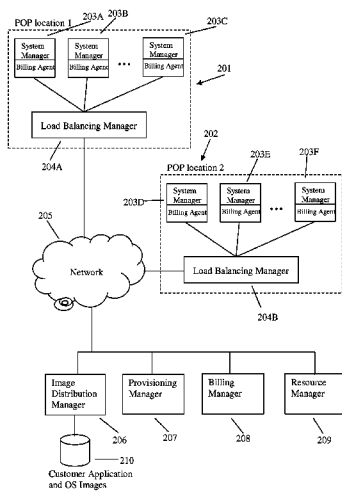 203A
203B
203C
POP location 1
System Manager
Billing Agent
System Manager
Billing Agent
...
System Manager
Billing Agent
201
Load Balancing Manager
204A
202
POP location 2
203E
203F
203D
System Manager
Billing Agent
System Manager
Billing Agent
...
System Manager
Billing Agent
205
Network
Load Balancing Manager
204B
Image
Distribution
Manager
206
Provisioning
Manager
207
Billing
Manager
208
Resource
Manager
209
210
Customer Application
and OS Images